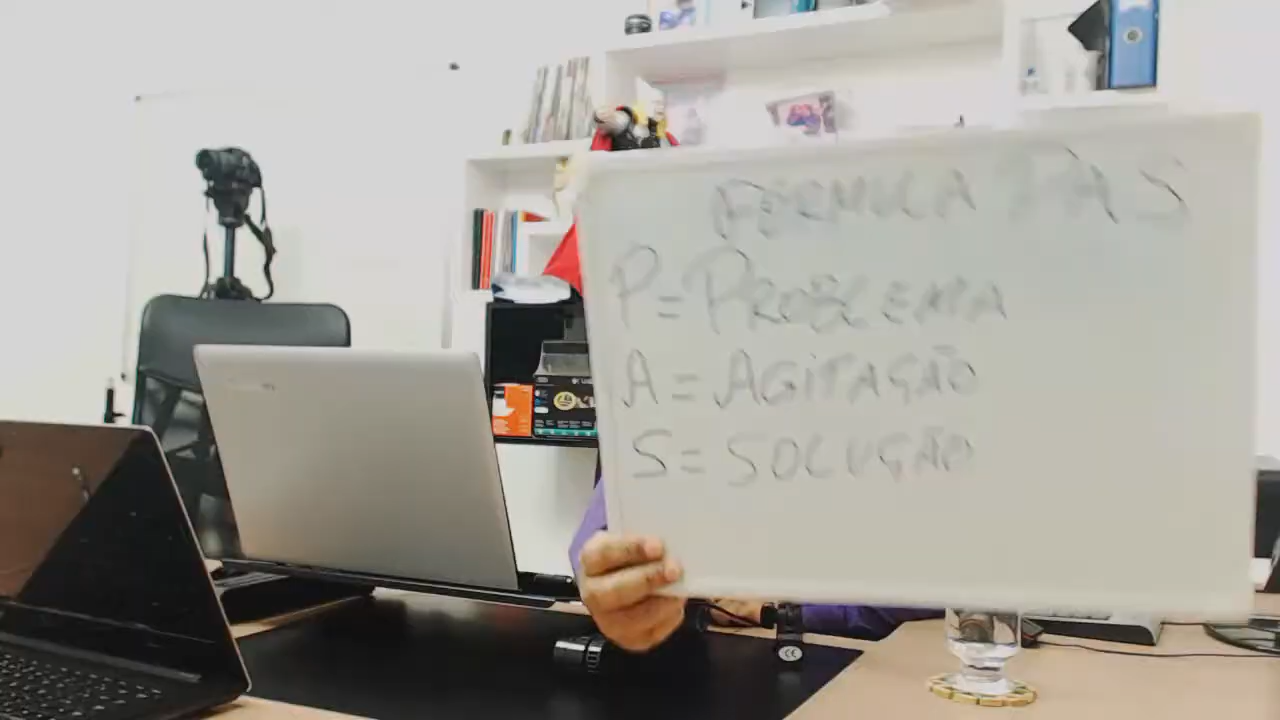 FÓRMULA PAS
P = PROBLEMA
A = AGITAÇÃO
S = SOLUÇÃO